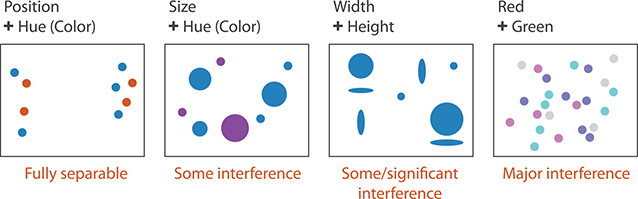 Position
+ Hue (Color)
Size
+ Hue (Color)
Width
+ Height
Red
+ Green
Fully separable
Some interference
Some/significant
interference
Major interference